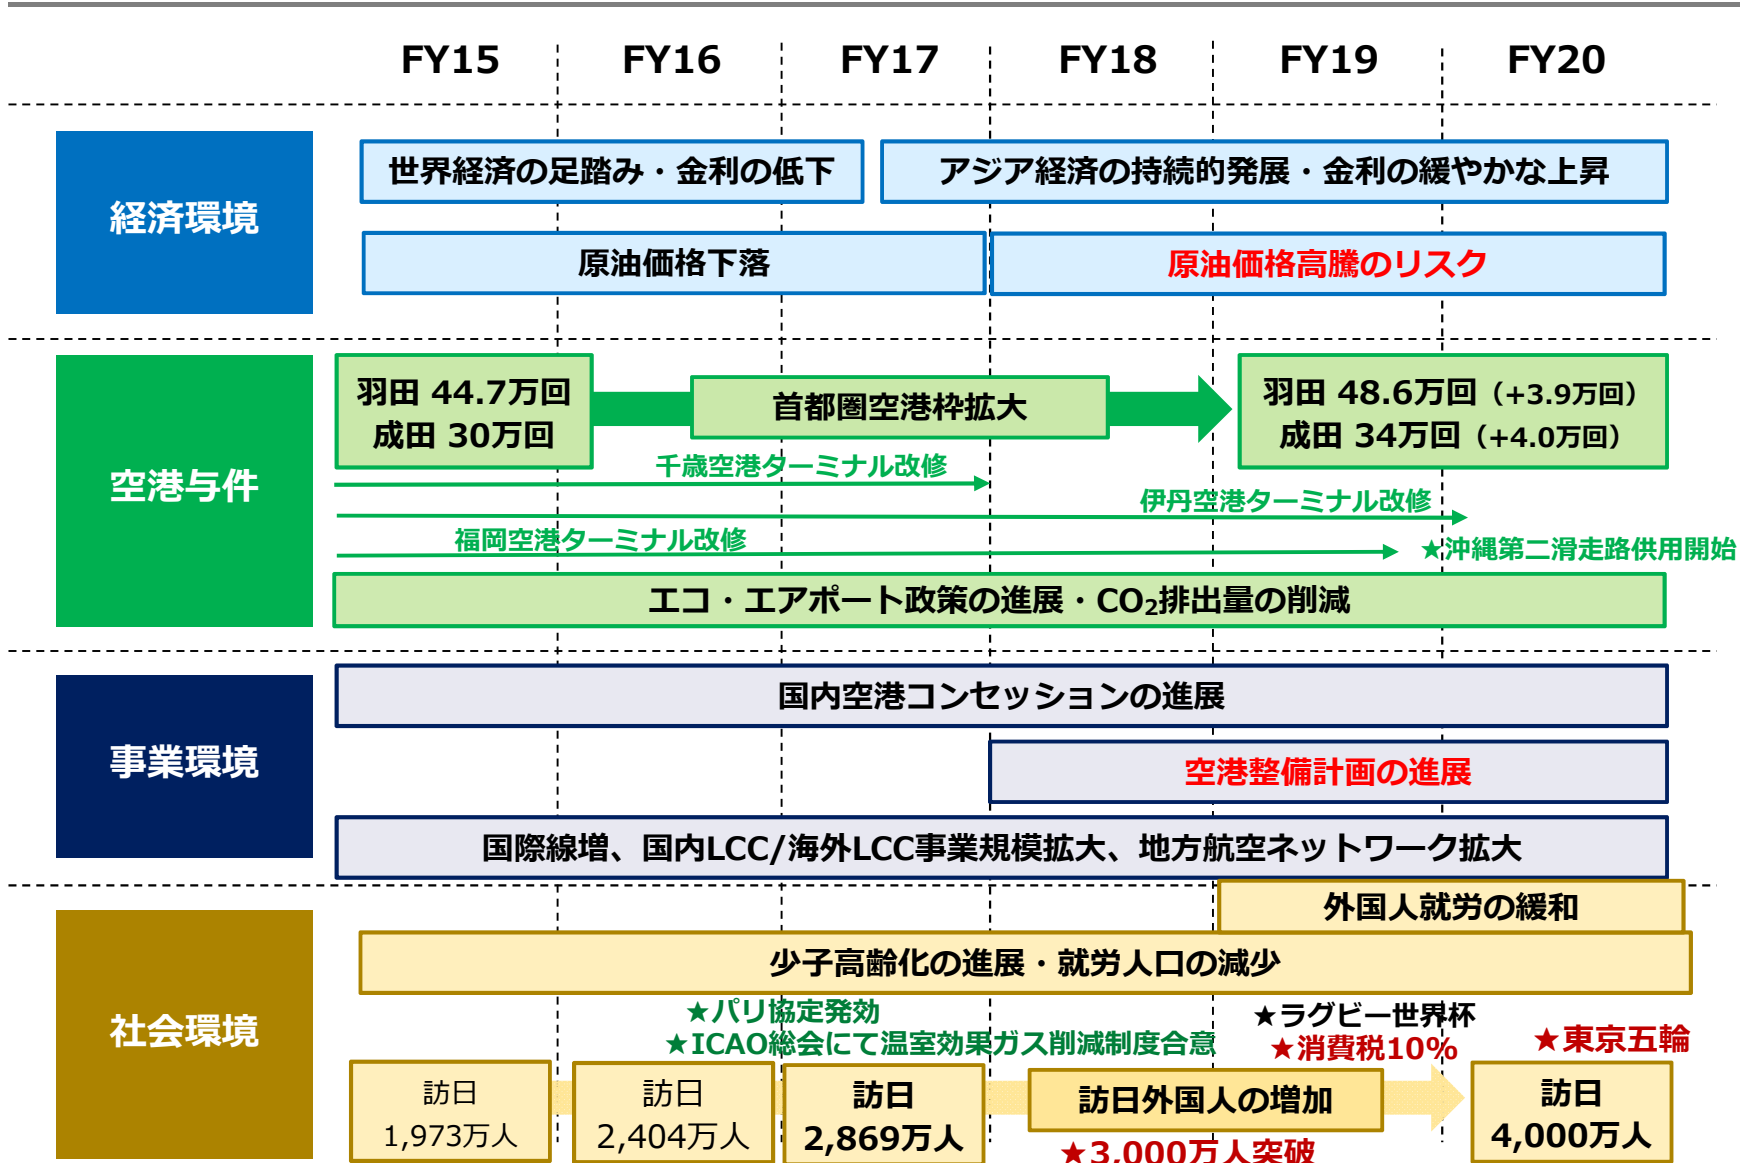 FY15 FY16 FY17 FY18 FY19 FY20
経済環境
世界経済の足踏み・金利の低下
アジア経済の持続的発展・金利の緩やかな上昇
原油価格下落
原油価格高騰のリスク
空港与件
羽田 44.7万回
成田 30万回
首都圏空港枠拡大
羽田 48.6万回（+3.9万回）
成田 34万回（+4.0万回）
千歳空港ターミナル改修
伊丹空港ターミナル改修
福岡空港ターミナル改修
★沖縄第二滑走路供用開始
エコ・エアポート政策の進展・CO₂排出量の削減
事業環境
国内空港コンセッションの進展
空港整備計画の進展
国際線増、国内LCC/海外LCC事業規模拡大、地方航空ネットワーク拡大
社会環境
外国人就労の緩和
少子高齢化の進展・就労人口の減少
★パリ協定発効
★ICAO総会にて温室効果ガス削減制度合意
★ラグビー世界杯
★消費税10%
★東京五輪
訪日
1,973万人
訪日
2,404万人
訪日
2,869万人
訪日外国人の増加
★3,000万人突破
訪日
4,000万人